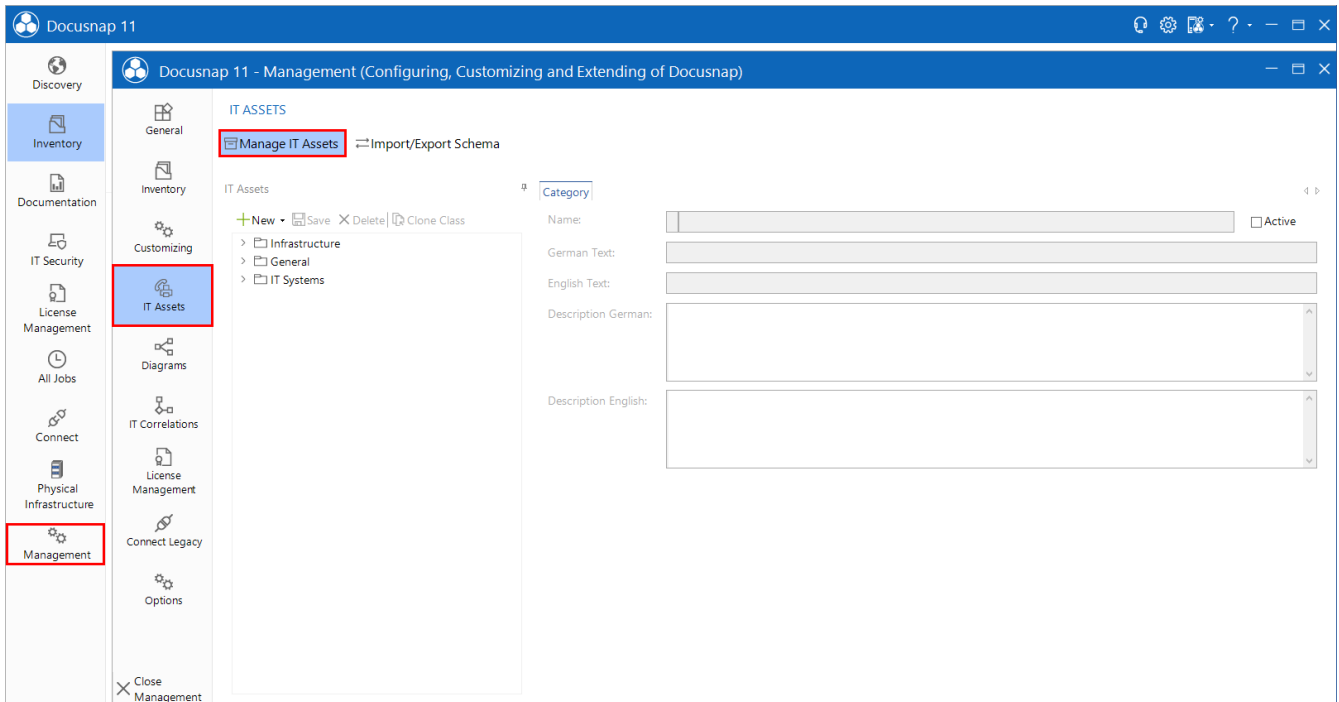 Docusnap 11
?
Discovery
Inventory
Documentation
IT Security
License
Management
All Jobs
Connect
Physical
Infrastructure
Management
Docusnap 11 - Management (Configuring, Customizing and Extending of Docusnap)
General
Inventory
Customizing
IT Assets
Diagrams
IT Correlations
License
Management
Connect Legacy
Options
Close
Management
IT ASSETS
Manage IT Assets Import/Export Schema
IT Assets
New Save Delete Clone Class
Infrastructure
General
IT Systems
Category
Name: Active
German Text:
English Text:
Description German:
Description English: